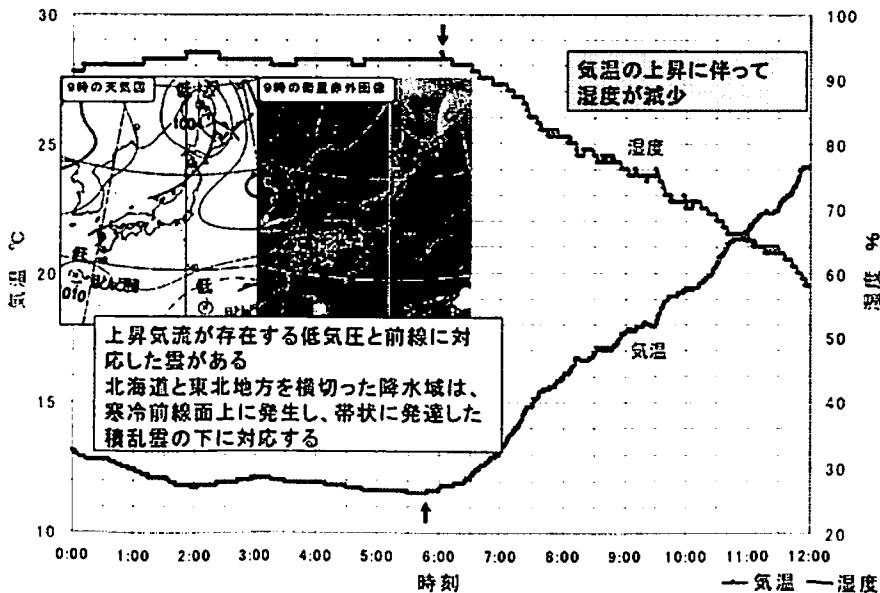 30
25
20
15
10
気温 ℃
100
90
80
70
60
50
40
30
20
湿度 %
9時の天気図
9時の衛星赤外画像
低
低
低
010
気温の上昇に伴って
湿度が減少
湿度
気温
上昇気流が存在する低気圧と前線に対
応した雲がある
北海道と東北地方を横切った降水域は、
寒冷前線面上に発生し、帯状に発達した
積乱雲の下に対応する
0:00 1:00 2:00 3:00 4:00 5:00 6:00 7:00 8:00 9:00 10:00 11:00 12:00
時刻
気温 湿度